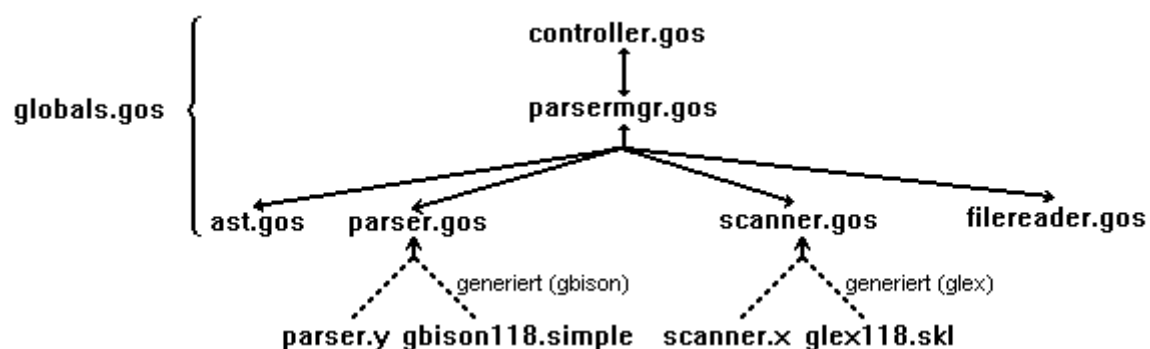 controller.gos
globals.gos
parsermgr.gos
ast.gos parser.gos scanner.gos filereader.gos
generiert (gbison) generiert (glex)
parser.y gbison118.simple scanner.x glex118.skl